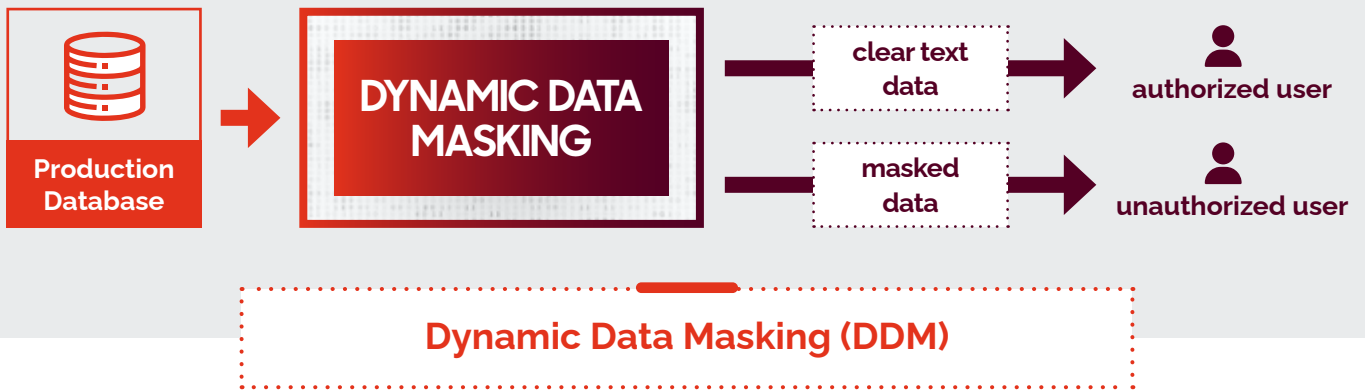 Production
Database
DYNAMIC DATA
MASKING
clear text
data
authorized user
masked
data
unauthorized user
Dynamic Data Masking (DDM)